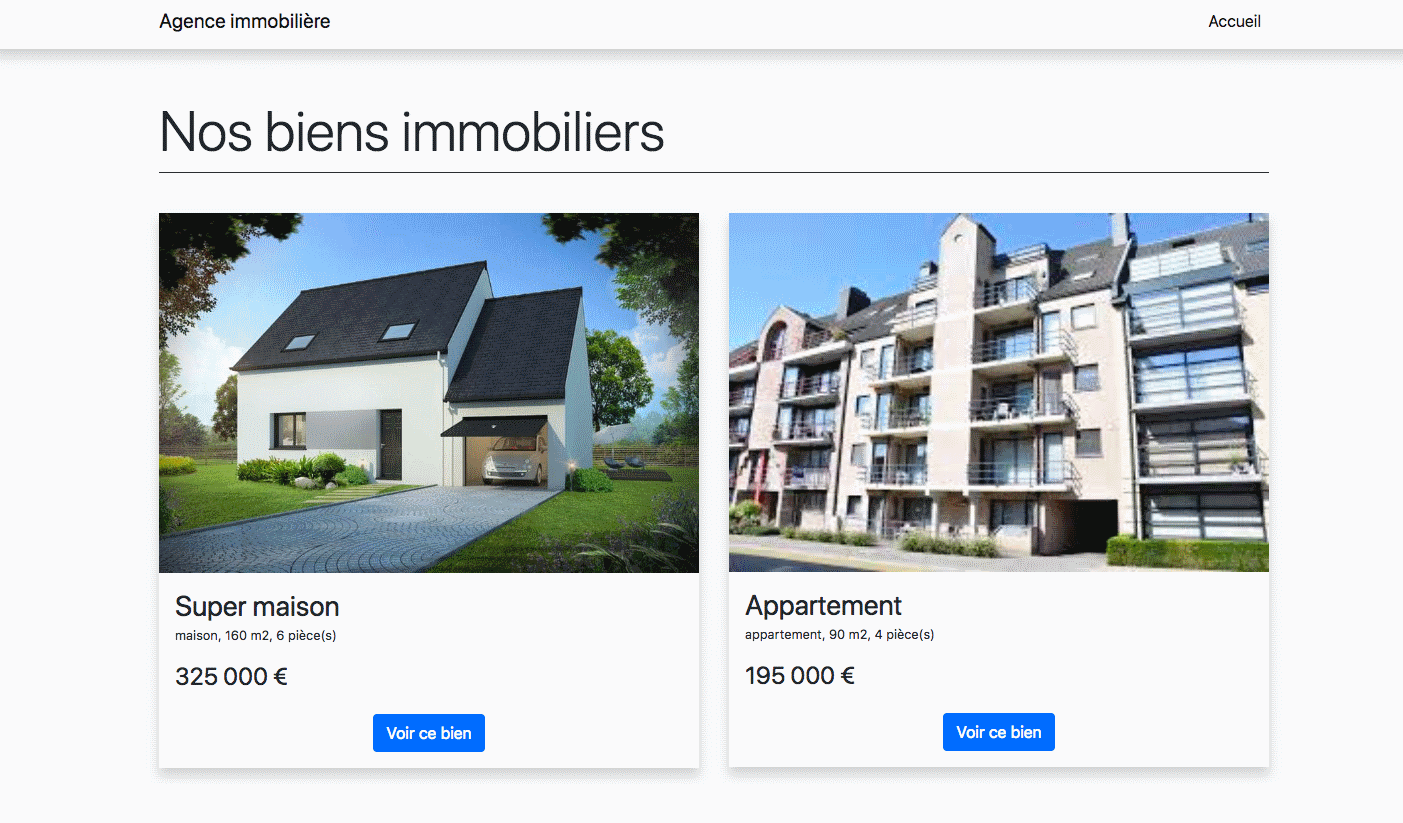 Agence immobilière
Accueil
Nos biens immobiliers
Super maison
maison, 160 m2, 6 pièce(s)
325 000 €
Voir ce bien
Appartement
appartement, 90 m2, 4 pièce(s)
195 000 €
Voir ce bien